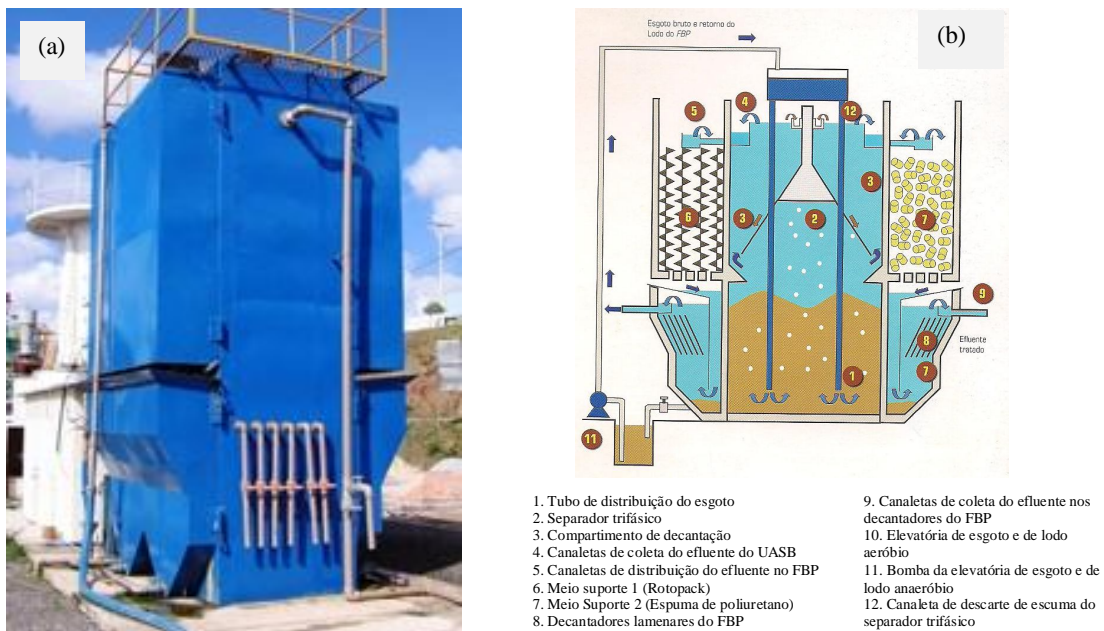 (a)
(b)
Esgoto bruto e retorno do
Lodo do FBP
5
4
12
3
6
3
2
7
9
8
Efluente
tratado
7
1
11
1. Tubo de distribuição do esgoto
2. Separador trifásico
3. Compartimento de decantação
4. Canaletas de coleta do efluente do UASB
5. Canaletas de distribuição do efluente no FBP
6. Meio suporte 1 (Rotopack)
7. Meio Suporte 2 (Espuma de poliuretano)
8. Decantadores lamenares do FBP
9. Canaletas de coleta do efluente nos
decantadores do FBP
10. Elevatória de esgoto e de lodo
aeróbio
11. Bomba da elevatória de esgoto e de
lodo anaeróbio
12. Canaleta de descarte de escuma do
separador trifásico